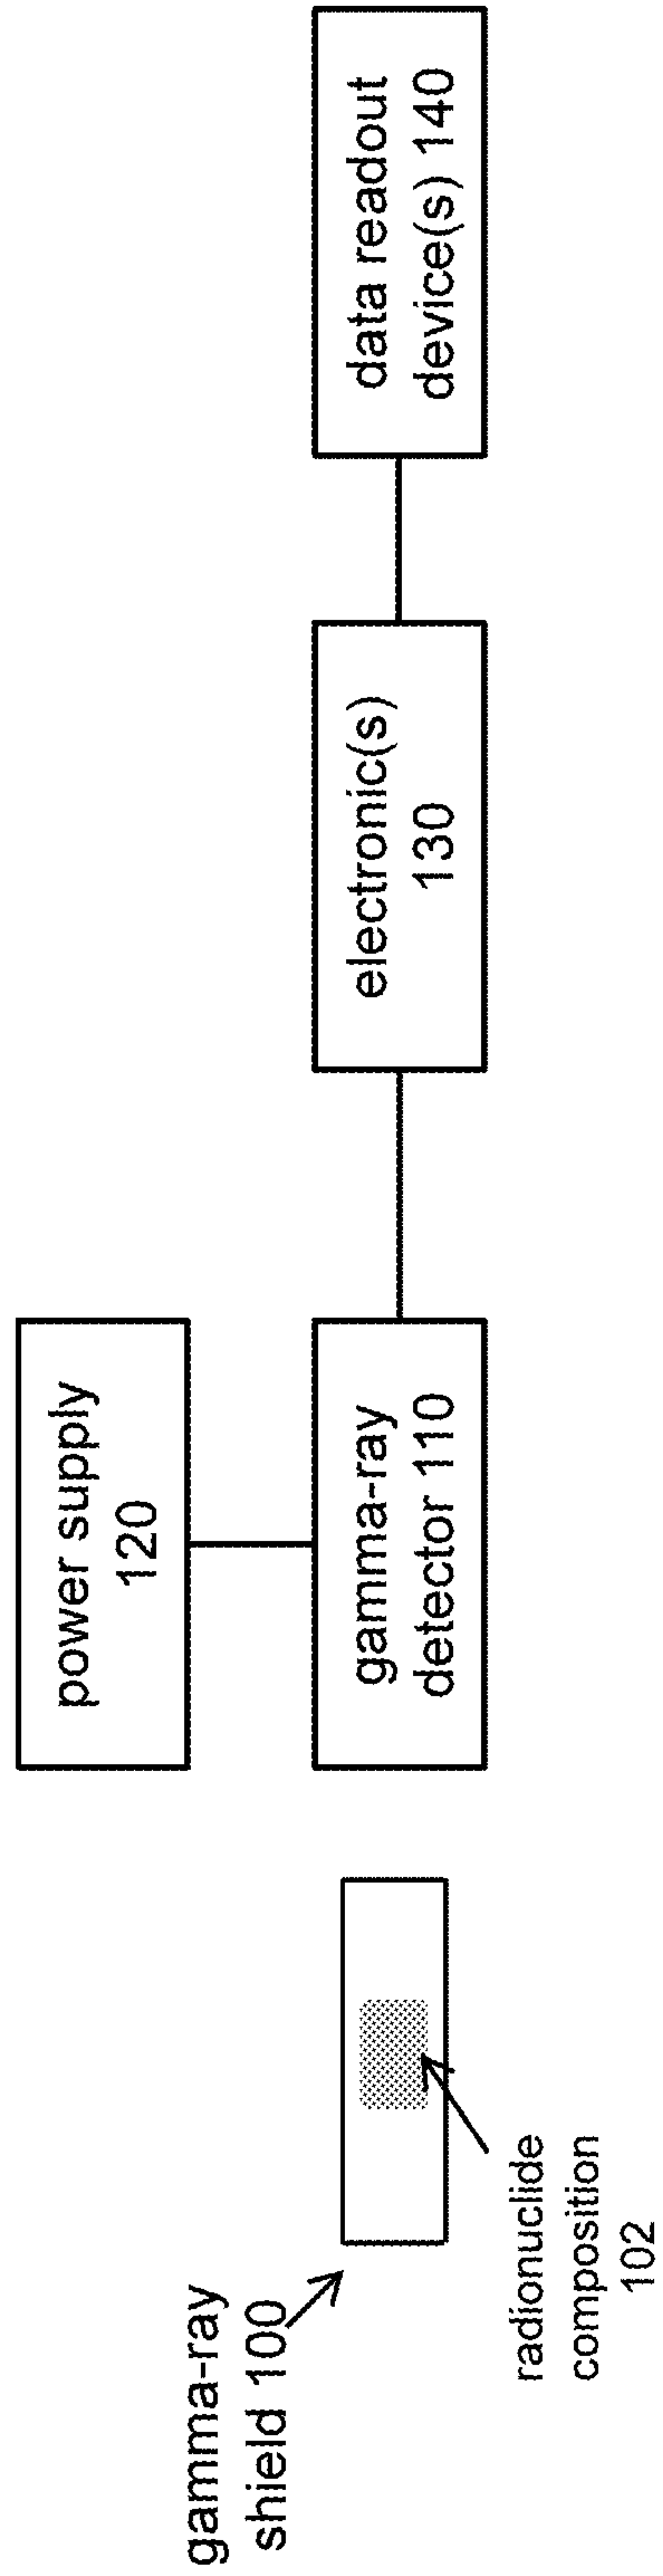 power supply
120
gamma-ray
shield 100
radionuclide
composition
102
gamma-ray
detector 110
electronic(s)
130
data readout
device(s) 140